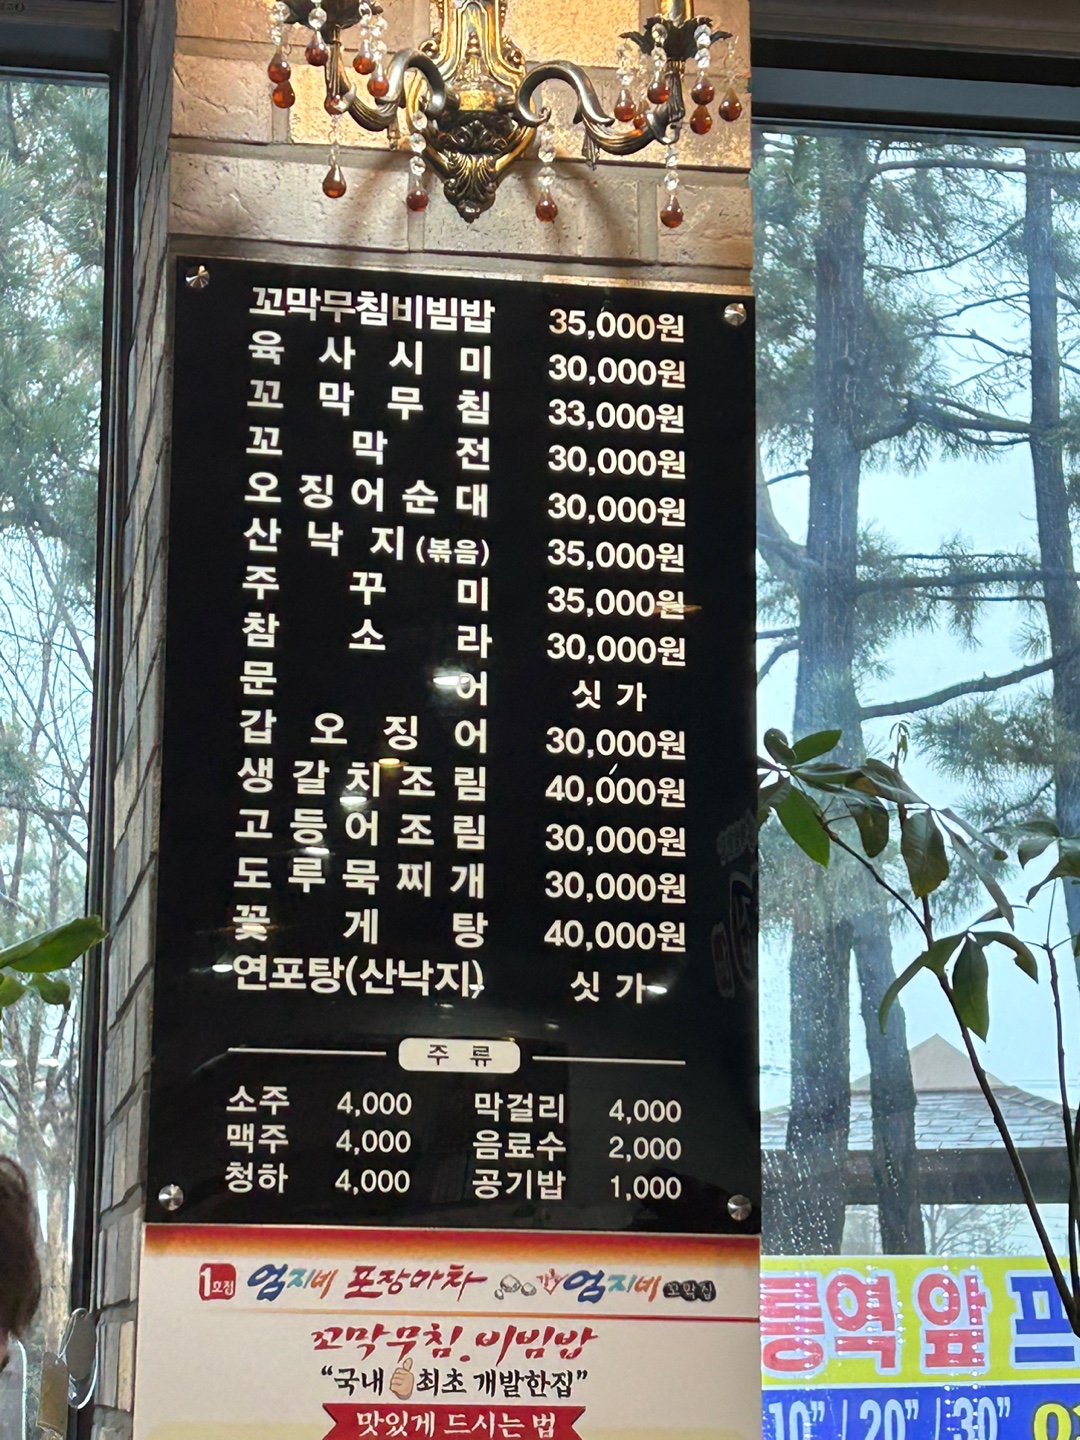 꼬막무침비빔밥 35,000원
육사시미 30,000원
꼬막무침 33,000원
꼬막전 30,000원
오징어순대 30,000원
산낙지(볶음) 35,000원
주꾸미 35,000원
참소라 30,000원
문어 싯가
갑오징어 30,000원
생갈치조림 40,000원
고등어조림 30,000원
도루묵찌개 30,000원
꽃게탕 40,000원
연포탕(산낙지) 싯가
주류
소주 4,000 막걸리 4,000
맥주 4,000 음료수 2,000
청하 4,000 공기밥 1,000
1호점 엄지네 포장마차 엄지네 꼬막집
꼬막무침.비빔밥
"국내 최초 개발한집"
맛있게 드시는 법
릉역 앞 프
10" / 20" / 30"